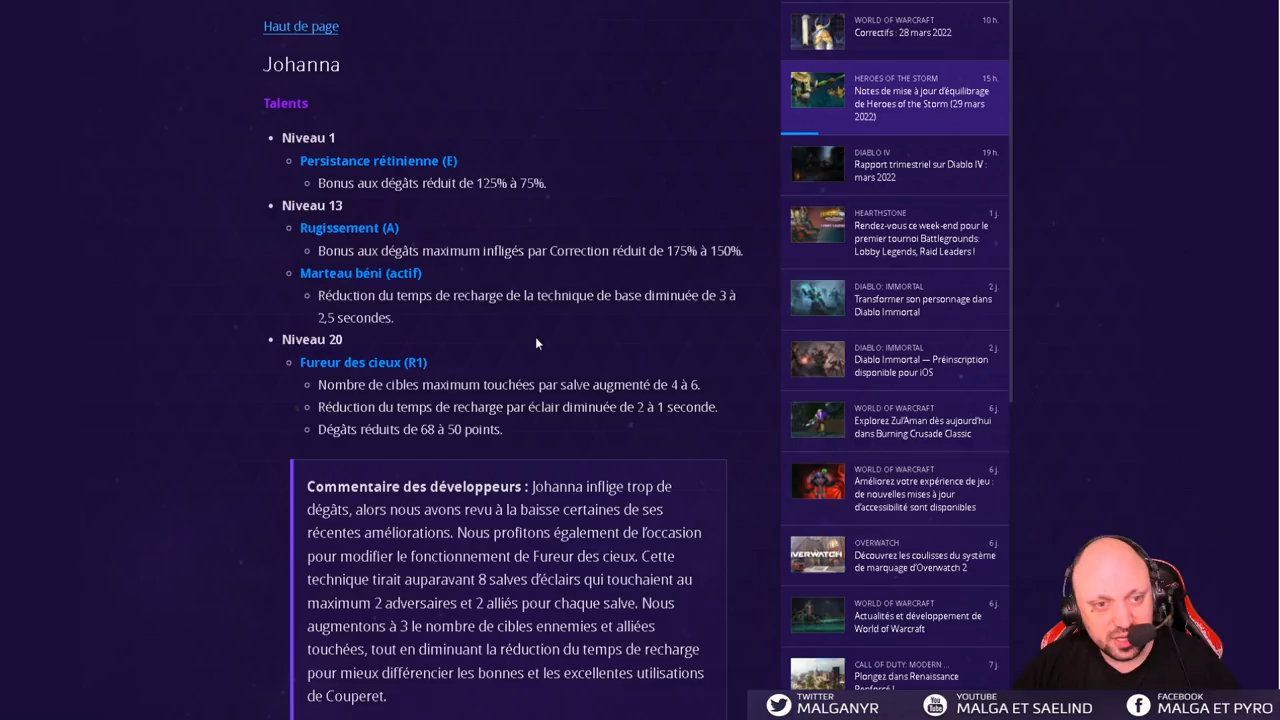 Haut de page
Johanna
Talents
• Niveau 1
◦ Persistance rétinienne (E)
◦ Bonus aux dégâts réduit de 125% à 75%.
• Niveau 13
◦ Rugissement (A)
◦ Bonus aux dégâts maximum infligés par Correction réduit de 175% à 150%.
◦ Marteau béni (actif)
◦ Réduction du temps de recharge de la technique de base diminuée de 3 à
2,5 secondes.
• Niveau 20
◦ Fureur des cieux (R1)
◦ Nombre de cibles maximum touchées par salve augmenté de 4 à 6.
◦ Réduction du temps de recharge par éclair diminuée de 2 à 1 seconde.
◦ Dégâts réduits de 68 à 50 points.
Commentaire des développeurs : Johanna inflige trop de
dégâts, alors nous avons revu à la baisse certaines de ses
récentes améliorations. Nous profitons également de l’occasion
pour modifier le fonctionnement de Fureur des cieux. Cette
technique tirait auparavant 8 salves d’éclairs qui touchaient au
maximum 2 adversaires et 2 alliés pour chaque salve. Nous
augmentons à 3 le nombre de cibles ennemies et alliées
touchées, tout en diminuant la réduction du temps de recharge
pour mieux différencier les bonnes et les excellentes utilisations
de Couperet.
WORLD OF WARCRAFT 10 h.
Correctifs : 28 mars 2022
HEROES OF THE STORM 15 h.
Notes de mise à jour d’équilibrage
de Heroes of the Storm (29 mars
2022)
DIABLO IV 19 h.
Rapport trimestriel sur Diablo IV :
mars 2022
HEARTHSTONE 1 j.
Rendez-vous ce week-end pour le
premier tournoi Battlegrounds:
Lobby Legends, Raid Leaders !
DIABLO: IMMORTAL 2 j.
Transformer son personnage dans
Diablo Immortal
DIABLO: IMMORTAL 2 j.
Diablo Immortal — Préinscription
disponible pour iOS
WORLD OF WARCRAFT 6 j.
Explorez Zul’Aman dès aujourd’hui
dans Burning Crusade Classic
WORLD OF WARCRAFT 6 j.
Améliorez votre expérience de jeu :
de nouvelles mises à jour
d’accessibilité sont disponibles
OVERWATCH 6 j.
Découvrez les coulisses du système
de marquage d’Overwatch 2
WORLD OF WARCRAFT 6 j.
Actualités et développement de
World of Warcraft
CALL OF DUTY: MODERN ... 7 j.
Plongez dans Renaissance
Renforcé !
TWITTER
MALGANYR
YOUTUBE
MALGA ET SAELIND
FACEBOOK
MALGA ET PYRO